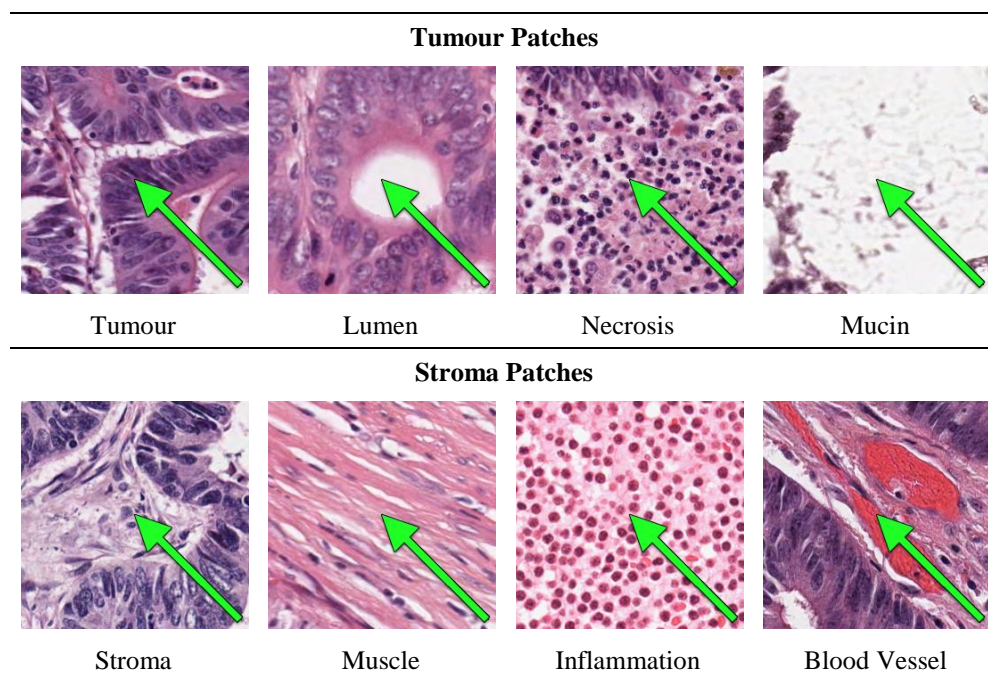 Tumour Patches
Tumour Lumen Necrosis Mucin
Stroma Patches
Stroma Muscle Inflammation Blood Vessel